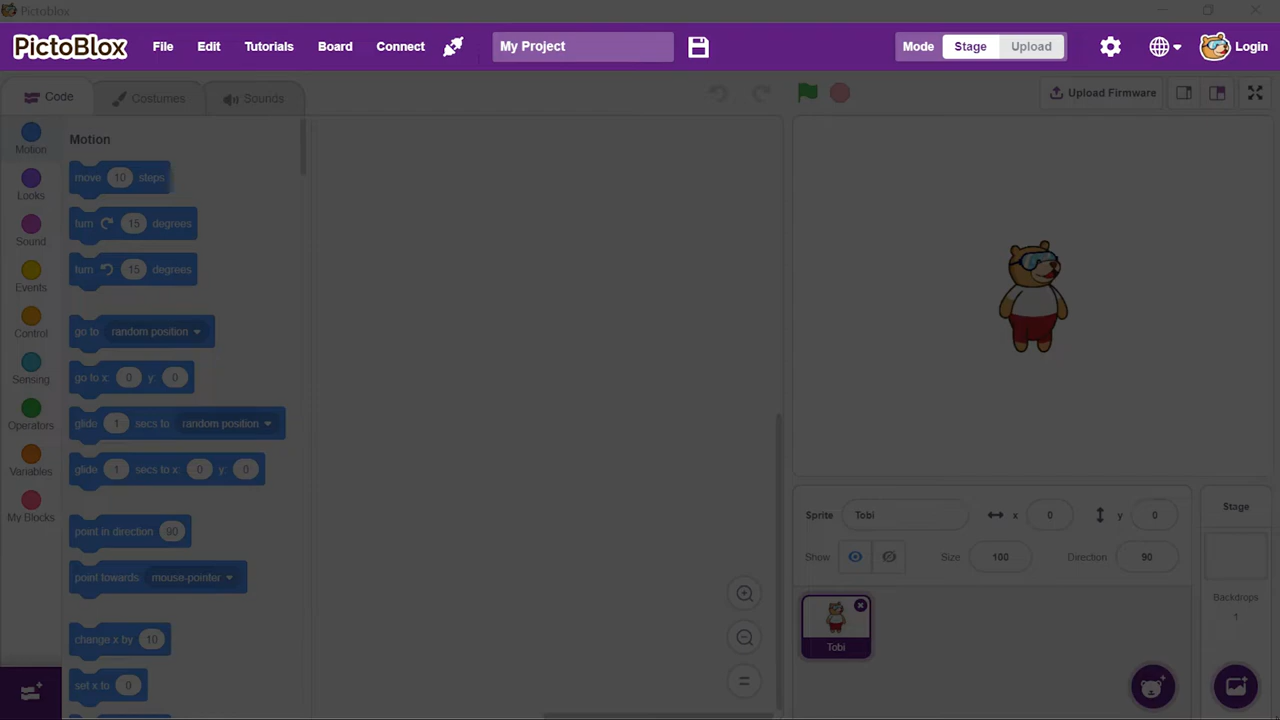 Pictoblox
PictoBlox File Edit Tutorials Board Connect My Project Mode Stage Upload Login
Code Costumes Sounds Upload Firmware
Motion
Looks
Sound
Events
Control
Sensing
Operators
Variables
My Blocks
Motion
move 10 steps
turn 15 degrees
turn 15 degrees
go to random position
go to x: 0 y: 0
glide 1 secs to random position
glide 1 secs to x: 0 y: 0
point in direction 90
point towards mouse-pointer
change x by 10
set x to 0
Sprite Tobi x 0 y 0
Show Size 100 Direction 90
Tobi
Stage
Backdrops
1